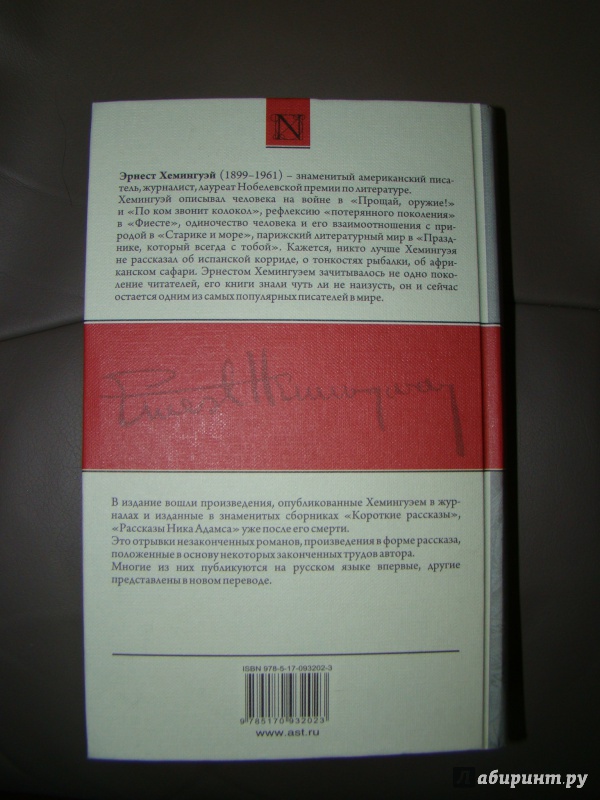 N
Эрнест Хемингуэй (1899–1961) – знаменитый американский писа-
тель, журналист, лауреат Нобелевской премии по литературе.
Хемингуэй описывал человека на войне в «Прощай, оружие!»
и «По ком звонит колокол», рефлексию «потерянного поколения»
в «Фиесте», одиночество человека и его взаимоотношения с при-
родой в «Старике и море», парижский литературный мир в «Празд-
нике, который всегда с тобой». Кажется, никто лучше Хемингуэя
не рассказал об испанской корриде, о тонкостях рыбалки, об аф-
риканском сафари. Эрнестом Хемингуэем зачитывалось не одно поко-
ление читателей, его книги знали чуть ли не наизусть, он и сейчас
остается одним из самых популярных писателей в мире.
Ernest Hemingway
В издание вошли произведения, опубликованные Хемингуэем в жур-
налах и изданные в знаменитых сборниках «Короткие рассказы»,
«Рассказы Ника Адамса» уже после его смерти.
Это отрывки незаконченных романов, произведения в форме рассказа,
положенные в основу некоторых законченных трудов автора.
Многие из них публикуются на русском языке впервые, другие
представлены в новом переводе.
ISBN 978-5-17-093202-3
9 785170 932023
www.ast.ru
абиринт.ру